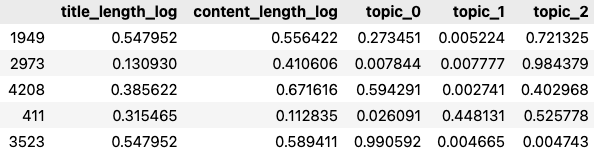 title_length_log content_length_log topic_0 topic_1 topic_2
1949 0.547952 0.556422 0.273451 0.005224 0.721325
2973 0.130930 0.410606 0.007844 0.007777 0.984379
4208 0.385622 0.671616 0.594291 0.002741 0.402968
411 0.315465 0.112835 0.026091 0.448131 0.525778
3523 0.547952 0.589411 0.990592 0.004665 0.004743